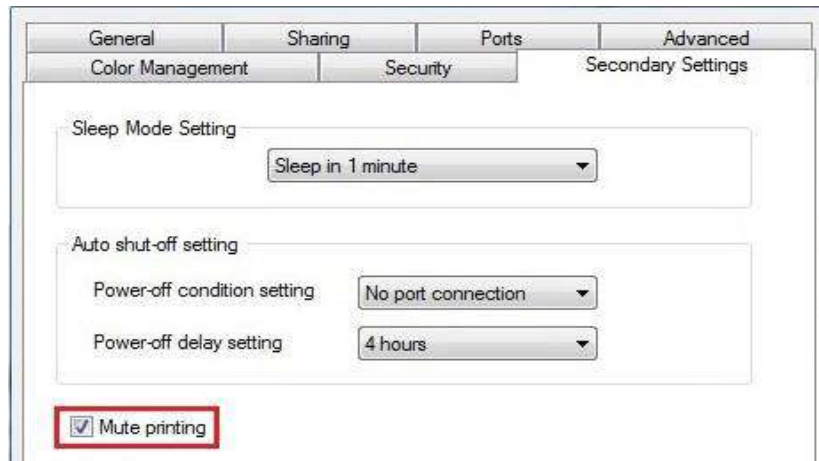 General Sharing Ports Advanced
Color Management Security Secondary Settings
Sleep Mode Setting
Sleep in 1 minute
Auto shut-off setting
Power-off condition setting No port connection
Power-off delay setting 4 hours
Mute printing